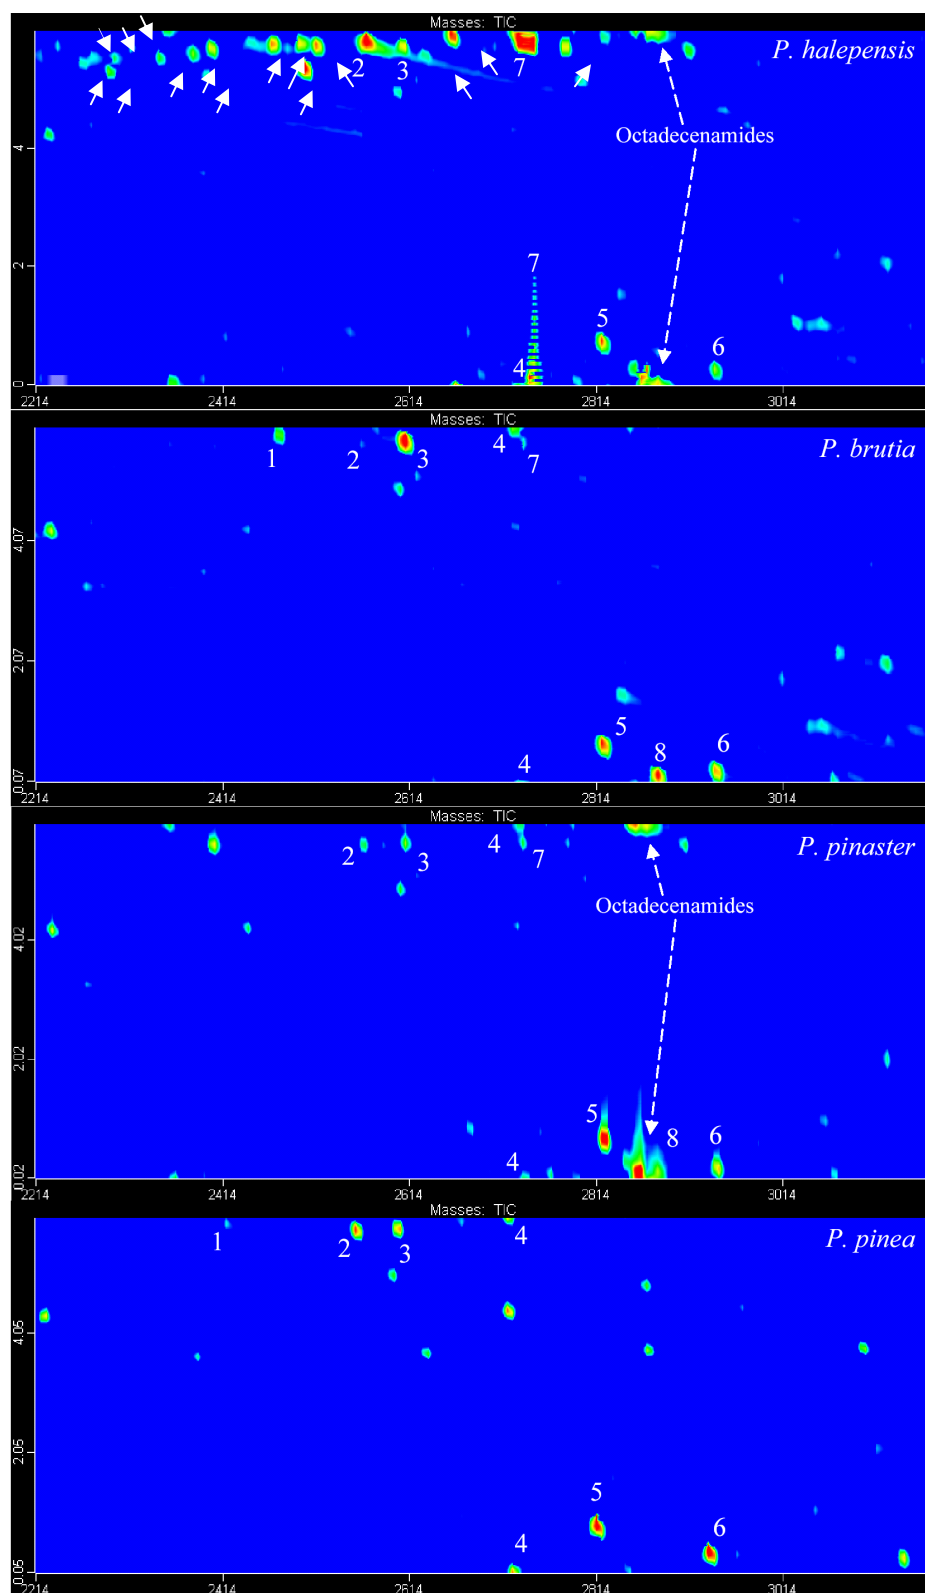 Masses: TIC
P. halepensis
2 3 7
Octadecenamides
4
2
7
5
4
6
0
2214 2414 2614 2814 3014
Masses: TIC
P. brutia
1 2 3 4 7
4.07
2.07
5
4 8 6
0.07
2214 2414 2614 2814 3014
Masses: TIC
P. pinaster
2 3 4 7
Octadecenamides
4.02
2.02
5
4 8 6
0.02
2214 2414 2614 2814 3014
Masses: TIC
P. pinea
1 2 3 4
4.05
2.05
5
4 6
0.05
2214 2414 2614 2814 3014